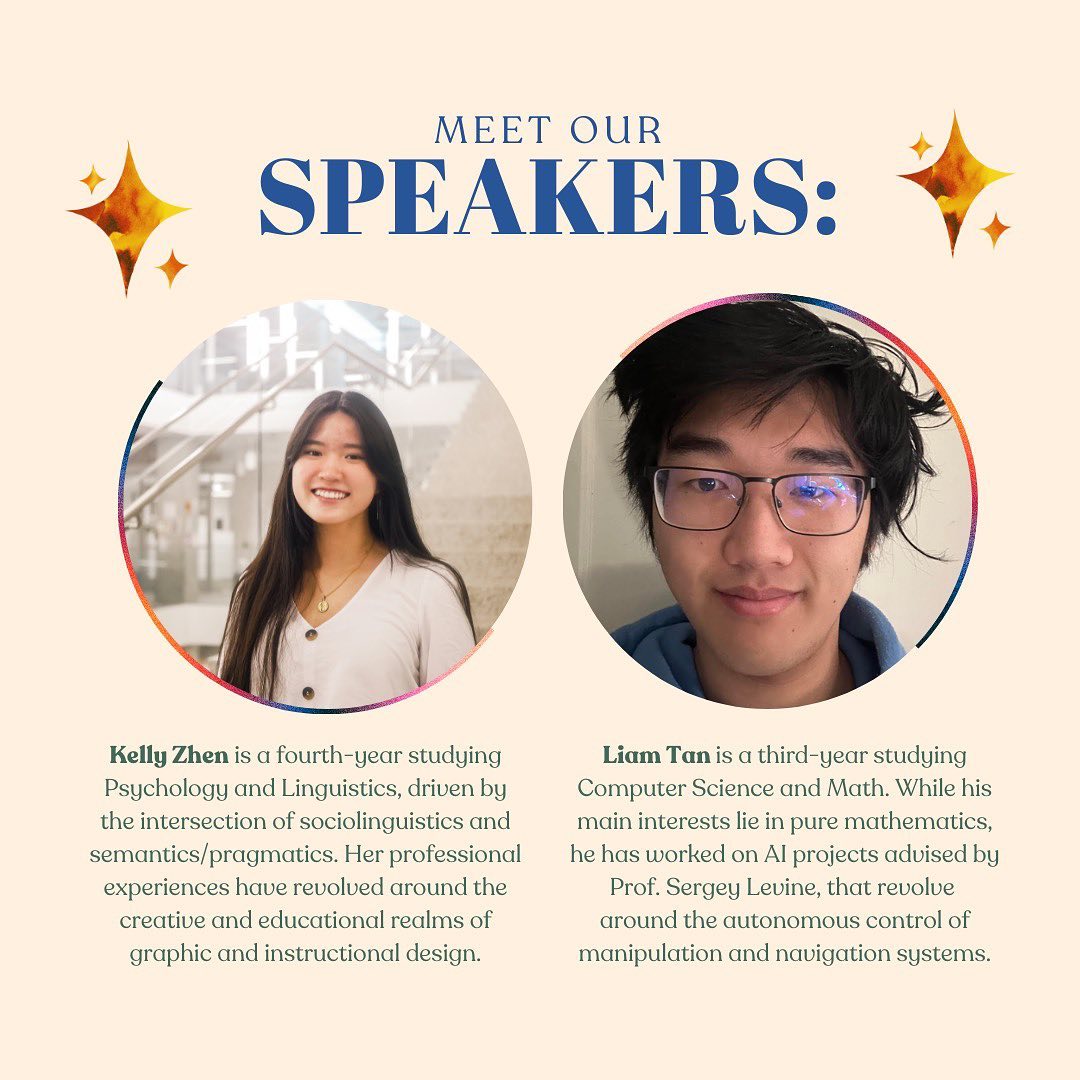 MEET OUR
SPEAKERS:
Kelly Zhen is a fourth-year studying
Psychology and Linguistics, driven by
the intersection of sociolinguistics and
semantics/pragmatics. Her professional
experiences have revolved around the
creative and educational realms of
graphic and instructional design.
Liam Tan is a third-year studying
Computer Science and Math. While his
main interests lie in pure mathematics,
he has worked on AI projects advised by
Prof. Sergey Levine, that revolve
around the autonomous control of
manipulation and navigation systems.